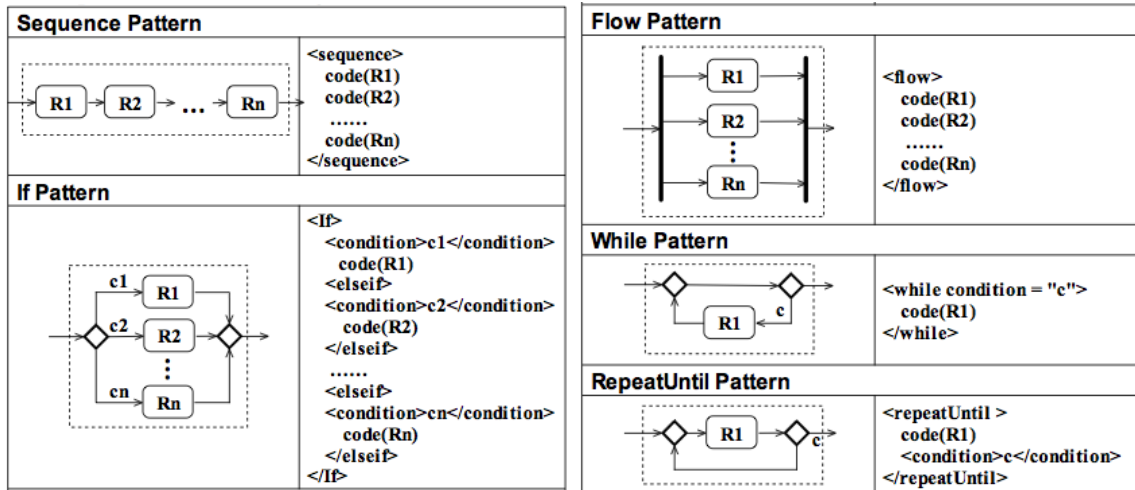 Sequence Pattern
R1 R2 ... Rn
<sequence>
code(R1)
code(R2)
......
code(Rn)
</sequence>
If Pattern
c1 R1
c2 R2
cn Rn
<If>
<condition>c1</condition>
code(R1)
<elseif>
<condition>c2</condition>
code(R2)
</elseif>
......
<elseif>
<condition>cn</condition>
code(Rn)
</elseif>
</If>
Flow Pattern
R1
R2
Rn
<flow>
code(R1)
code(R2)
......
code(Rn)
</flow>
While Pattern
c
R1
<while condition = "c">
code(R1)
</while>
RepeatUntil Pattern
R1
c
<repeatUntil >
code(R1)
<condition>c</condition>
</repeatUntil>